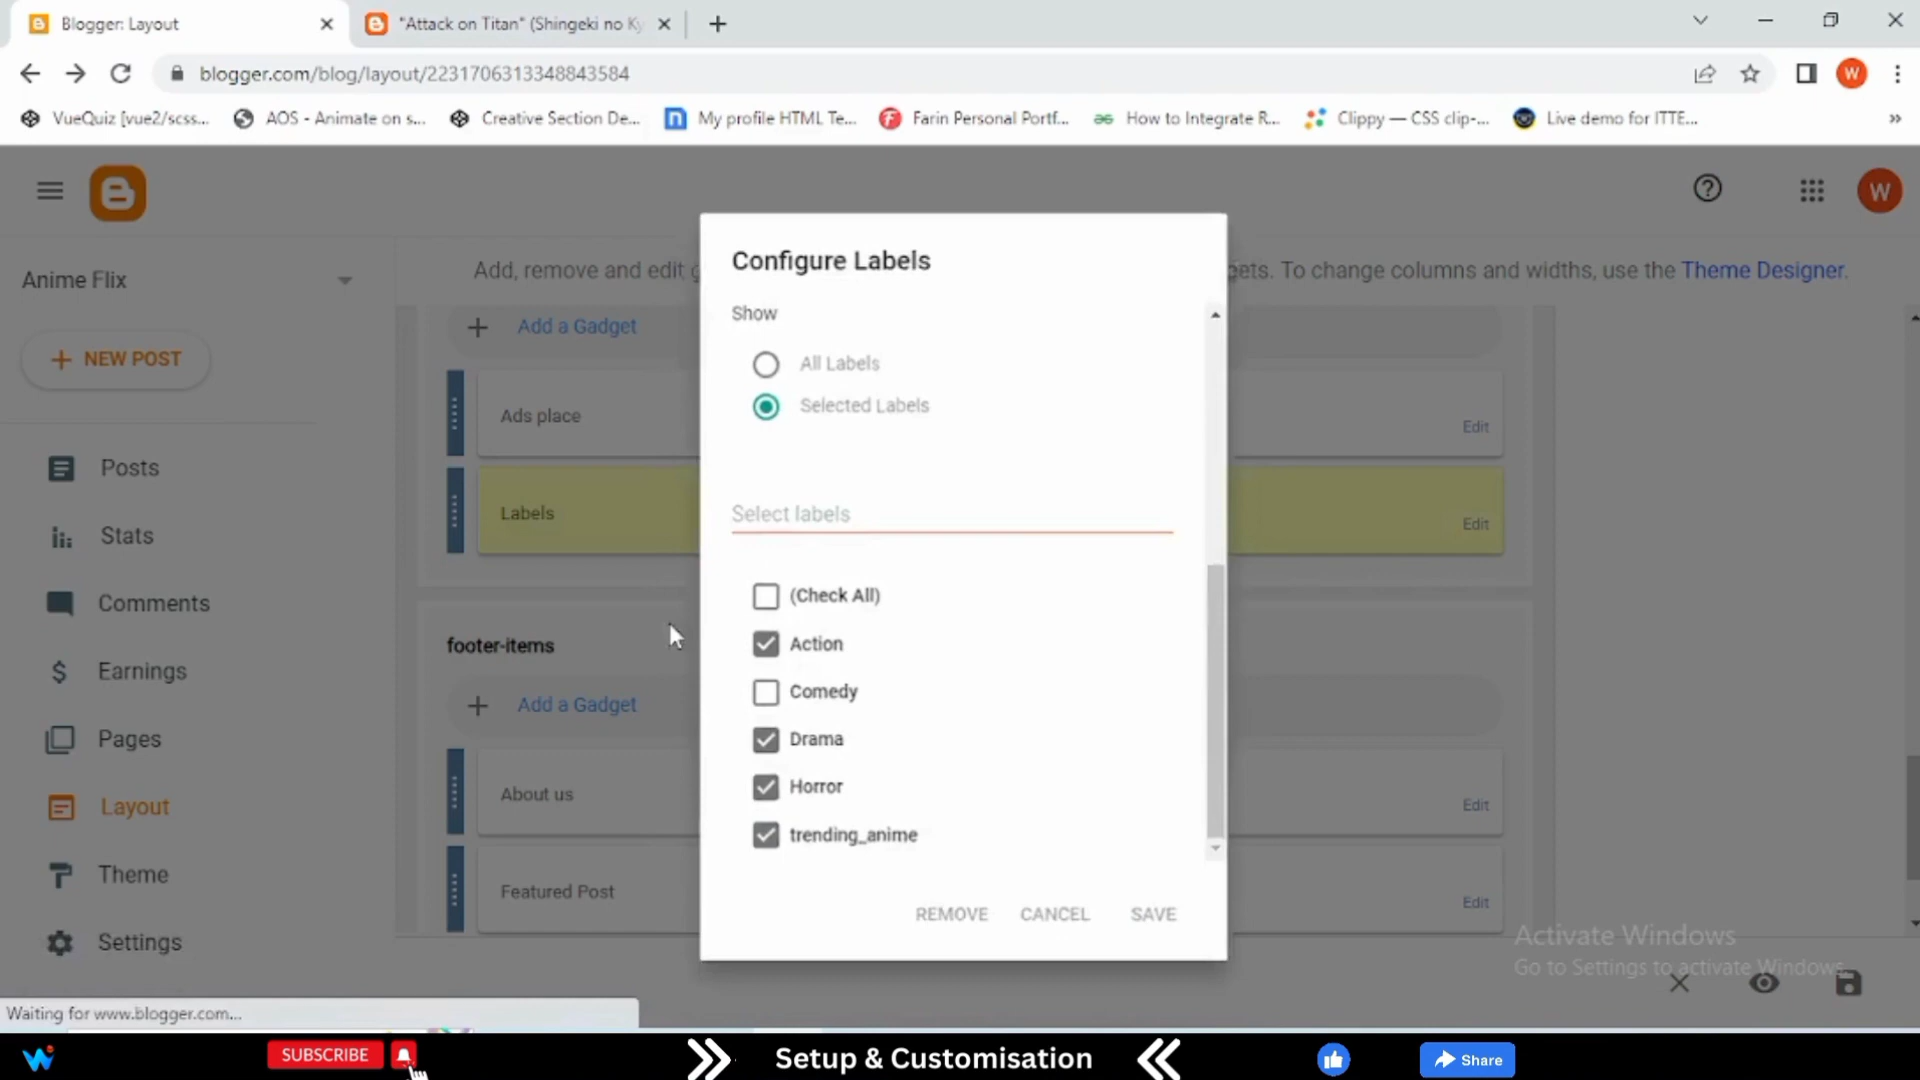 Blogger: Layout
"Attack on Titan" (Shingeki no Ky
blogger.com/blog/layout/2231706313348843584
W
VueQuiz [vue2/scss...
AOS - Animate on s...
Creative Section De...
My profile HTML Te...
Farin Personal Portf...
How to Integrate R...
Clippy — CSS clip-...
Live demo for ITTE...
W
Anime Flix
NEW POST
Posts
Stats
Comments
Earnings
Pages
Layout
Theme
Settings
Add, remove and edit g
gets. To change columns and widths, use the Theme Designer.
Add a Gadget
Ads place
Edit
Labels
Edit
footer-items
Add a Gadget
About us
Edit
Featured Post
Edit
Configure Labels
Show
All Labels
Selected Labels
Select labels
(Check All)
Action
Comedy
Drama
Horror
trending_anime
REMOVE
CANCEL
SAVE
Activate Windows
Go to Settings to activate Windows.
Waiting for www.blogger.com...
SUBSCRIBE
Setup & Customisation
Share